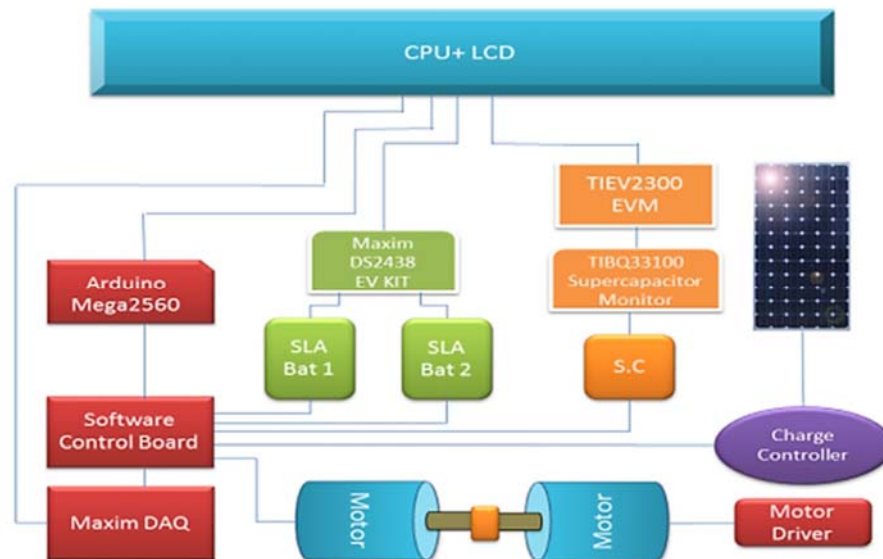 CPU+ LCD
TIEV2300
EVM
Maxim
DS2438
EV KIT
TIBQ33100
Supercapacitor
Monitor
Arduino
Mega2560
SLA
Bat 1
SLA
Bat 2
S.C
Software
Control Board
Charge
Controller
Maxim DAQ
Motor
Motor
Motor
Driver